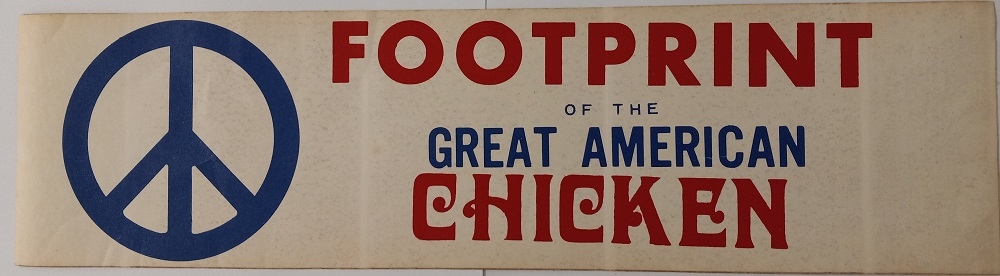 FOOTPRINT
OF THE
GREAT AMERICAN
CHICKEN